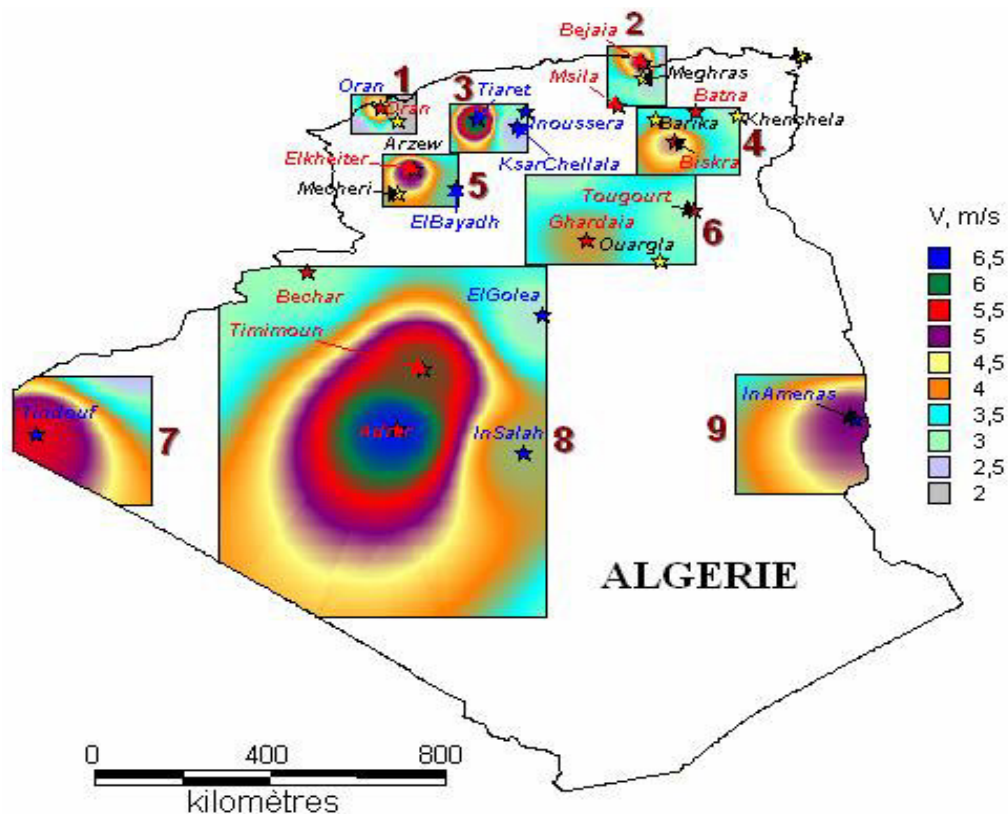 2
Bejaia
Meghras
Msila
Oran
1
Oran
Arzew
3
Tiaret
Inoussera
KsarChellala
Batna
Khenchela
Barika
4
Biskra
Elkheiter
Mecheri
5
ElBayadh
Tougourt
Ghardaia
6
Ouargla
Bechar
ElGolea
Timimoun
Tindouf
7
Adrar
InSalah
8
9
InAmenas
V, m/s
6,5
6
5,5
5
4,5
4
3,5
3
2,5
2
ALGERIE
0 400 800
kilomètres